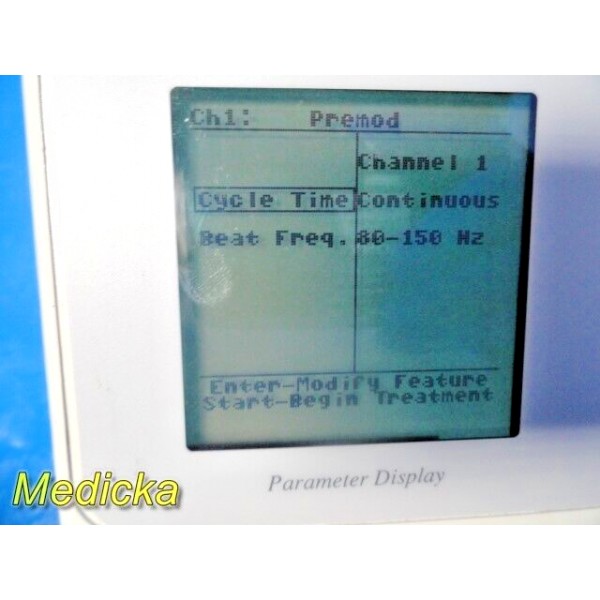 Ch1: Premod
Channel 1
Cycle Time Continuous
Beat Freq. 80-150 Hz
Enter-Modify Feature
Start-Begin Treatment
Parameter Display
Medicka